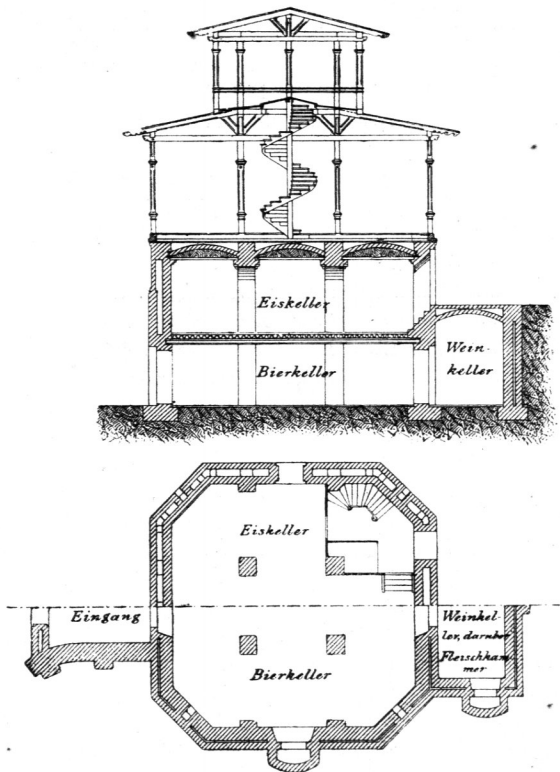 Eiskeller
Wein-
keller
Bierkeller
Eiskeller
Eingang
Weinkel-
ler, darüber
Fleischkam-
mer
Bierkeller